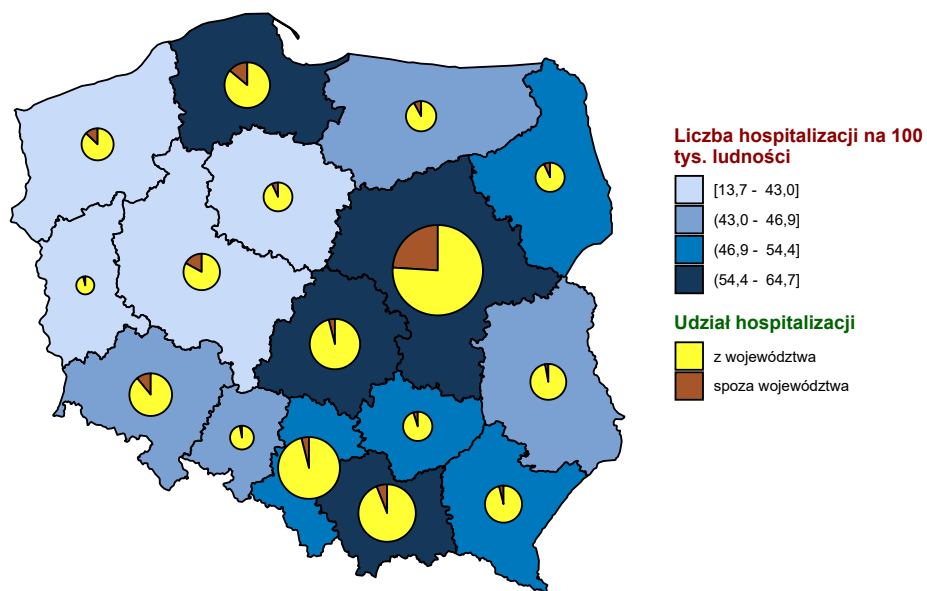 Liczba hospitalizacji na 100
tys. ludności
[13,7 - 43,0]
(43,0 - 46,9]
(46,9 - 54,4]
(54,4 - 64,7]
Udział hospitalizacji
z województwa
spoza województwa